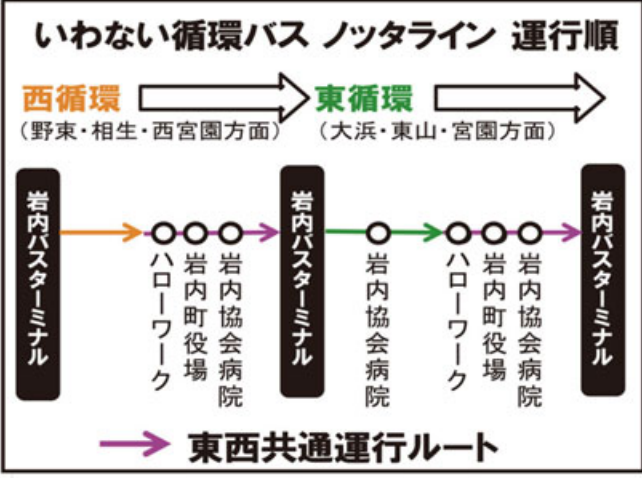 いわない循環バス ノッタライン 運行順
西循環
東循環
（野東・相生・西宮園方面）
（大浜・東山・宮園方面）
岩内バスターミナル
ハローワーク
岩内町役場
岩内協会病院
岩内バスターミナル
岩内協会病院
ハローワーク
岩内町役場
岩内協会病院
岩内バスターミナル
東西共通運行ルート